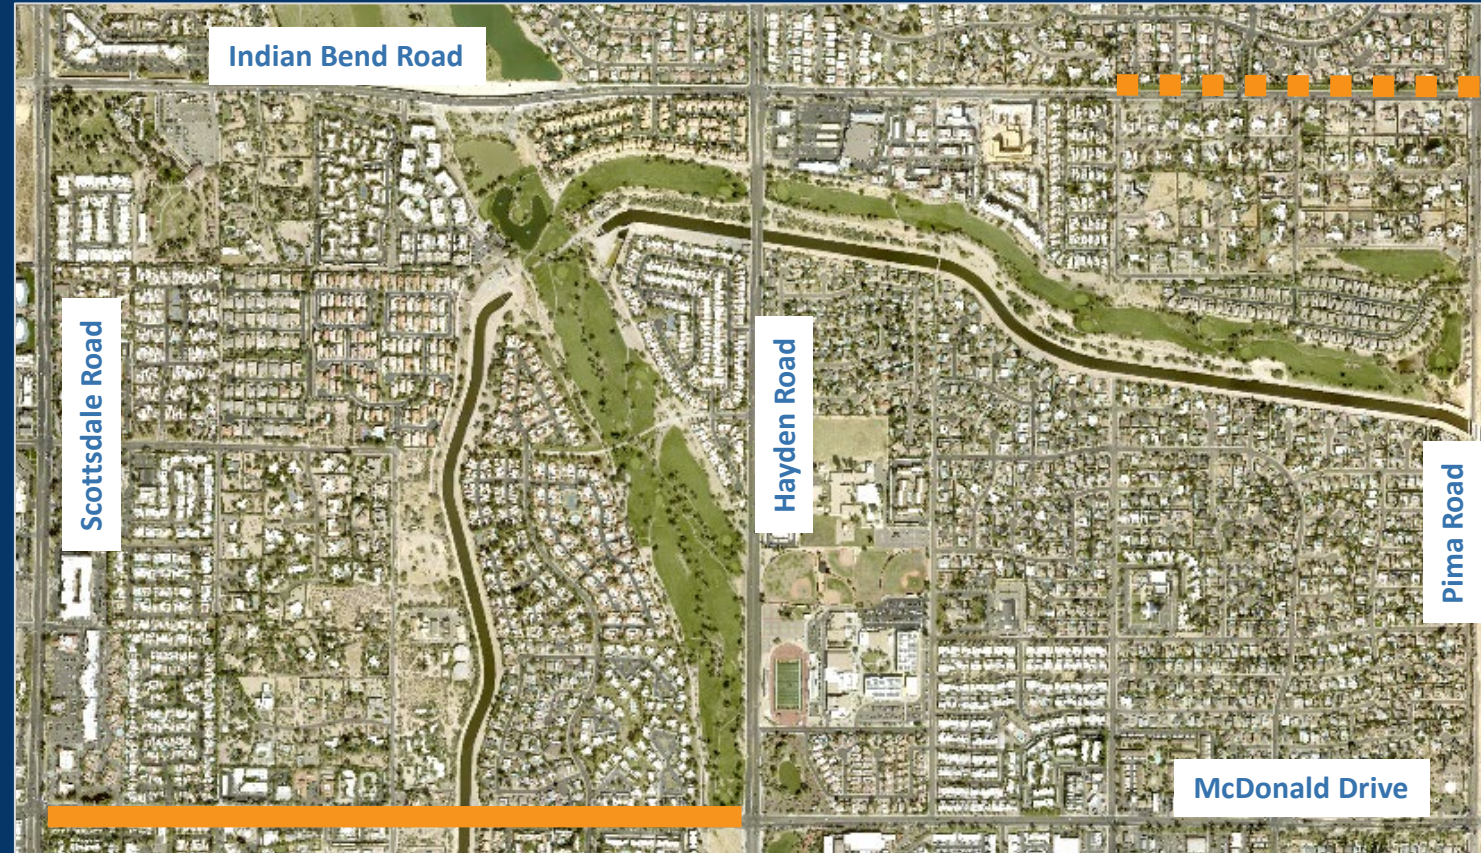 Indian Bend Road
Scottsdale Road
Hayden Road
Pima Road
McDonald Drive